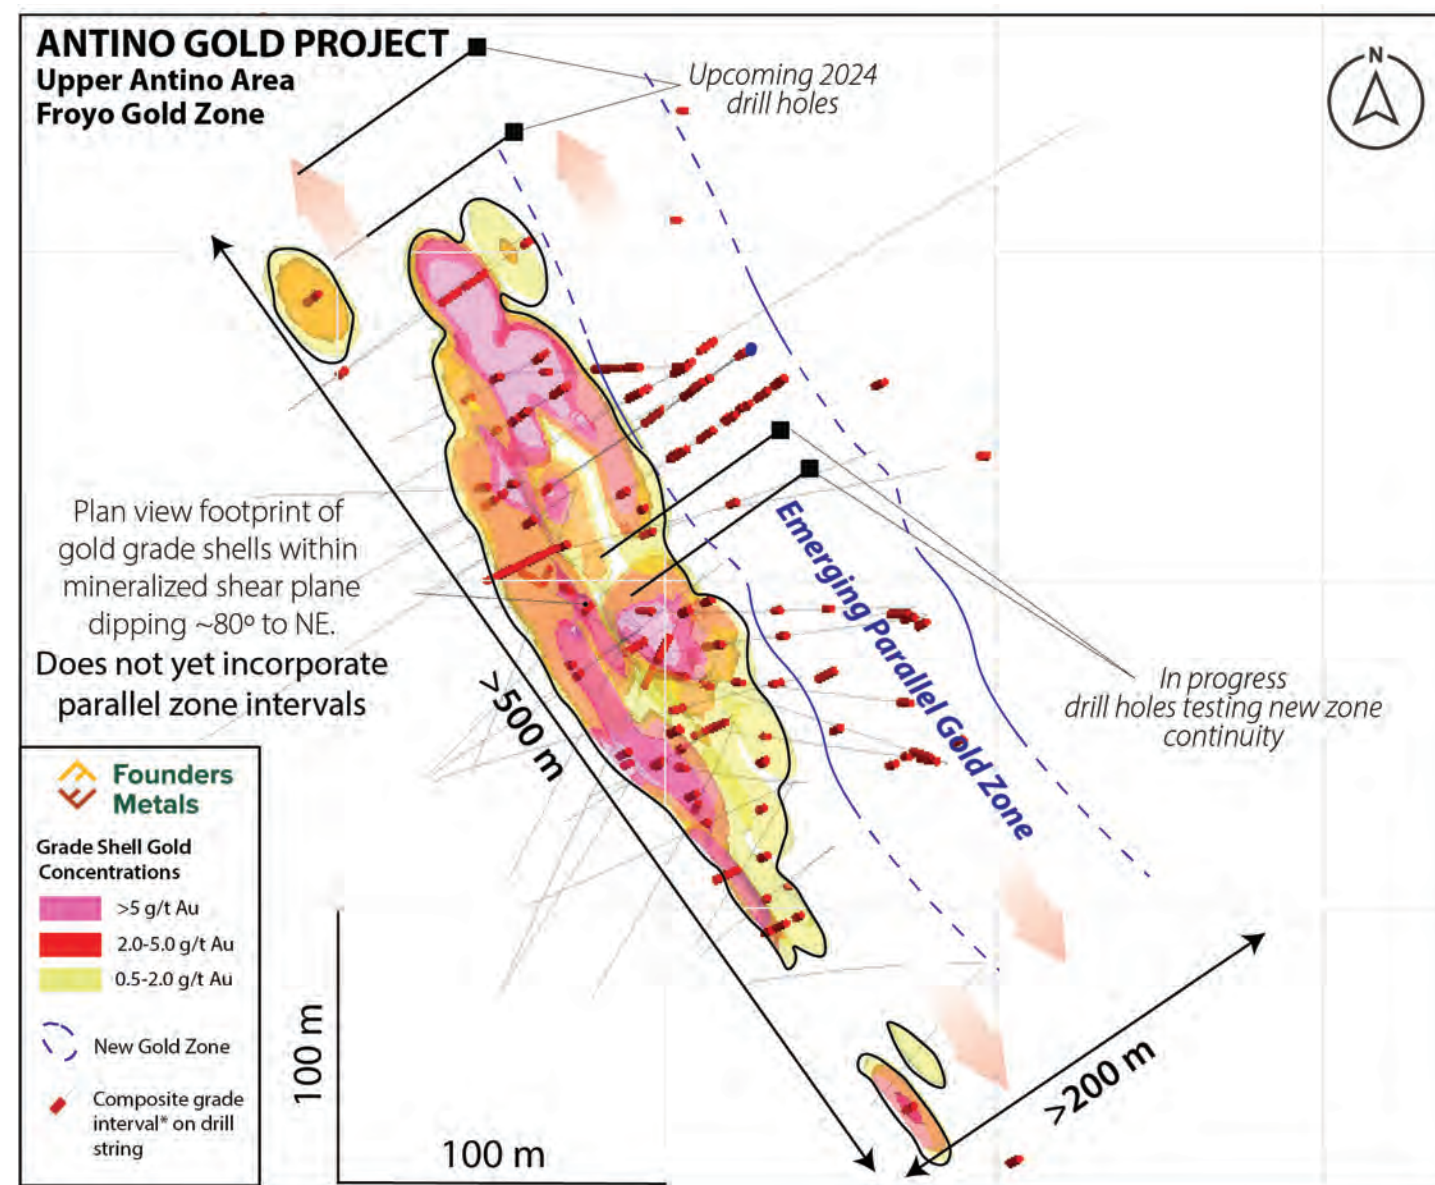 ANTINO GOLD PROJECT
Upper Antino Area
Froyo Gold Zone
Upcoming 2024
drill holes
N
Plan view footprint of
gold grade shells within
mineralized shear plane
dipping ~80º to NE.
Does not yet incorporate
parallel zone intervals
>500 m
Emerging Parallel Gold Zone
In progress
drill holes testing new zone
continuity
>200 m
Founders
Metals
Grade Shell Gold
Concentrations
>5 g/t Au
2.0-5.0 g/t Au
0.5-2.0 g/t Au
New Gold Zone
Composite grade
interval* on drill
string
100 m
100 m